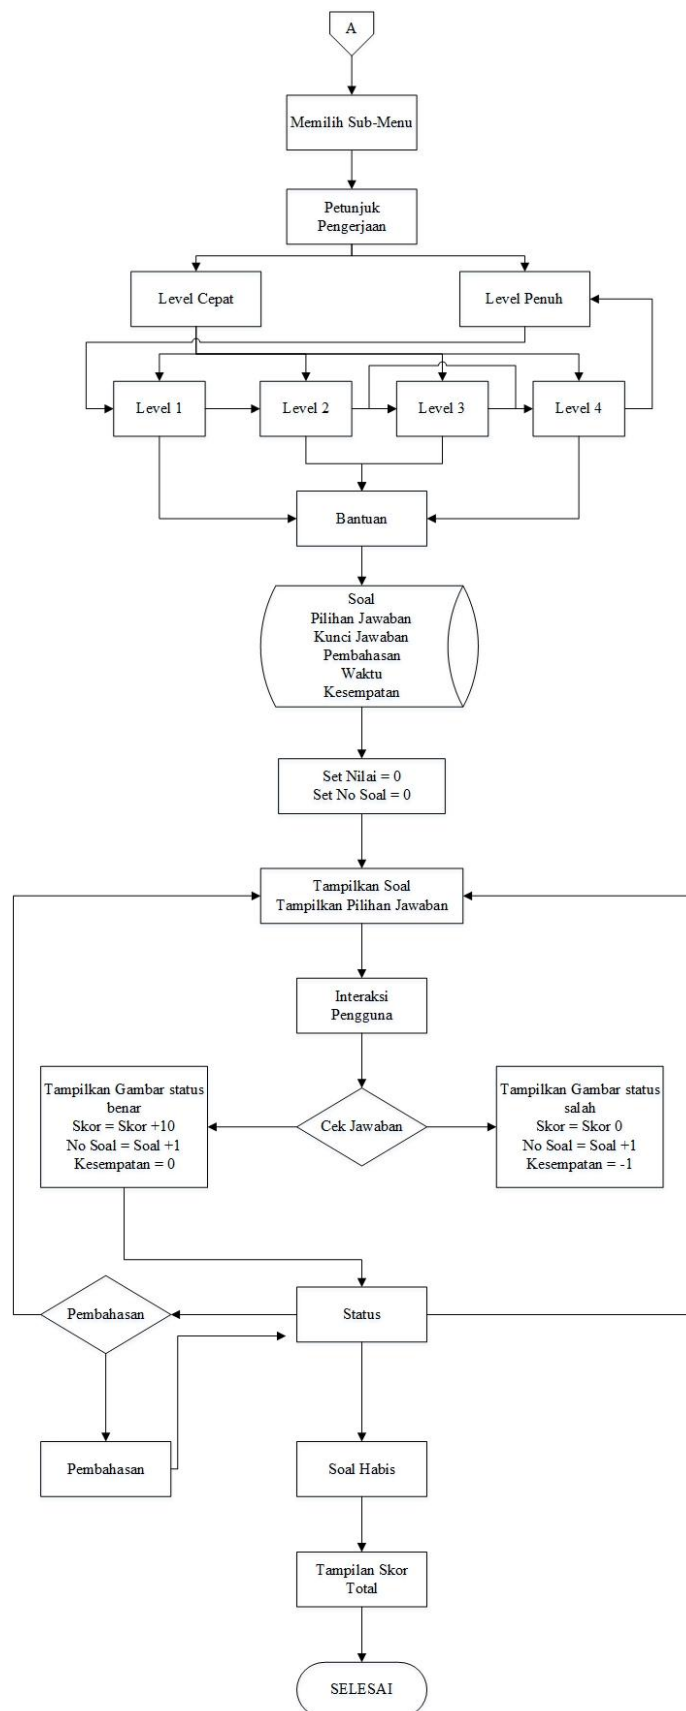 A
Memilih Sub-Menu
Petunjuk
Pengerjaan
Level Cepat
Level Penuh
Level 1
Level 2
Level 3
Level 4
Bantuan
Soal
Pilihan Jawaban
Kunci Jawaban
Pembahasan
Waktu
Kesempatan
Set Nilai = 0
Set No Soal = 0
Tampilkan Soal
Tampilkan Pilihan Jawaban
Interaksi
Pengguna
Tampilkan Gambar status
benar
Skor = Skor +10
No Soal = Soal +1
Kesempatan = 0
Cek Jawaban
Tampilkan Gambar status
salah
Skor = Skor 0
No Soal = Soal +1
Kesempatan = -1
Pembahasan
Status
Pembahasan
Soal Habis
Tampilan Skor
Total
SELESAI